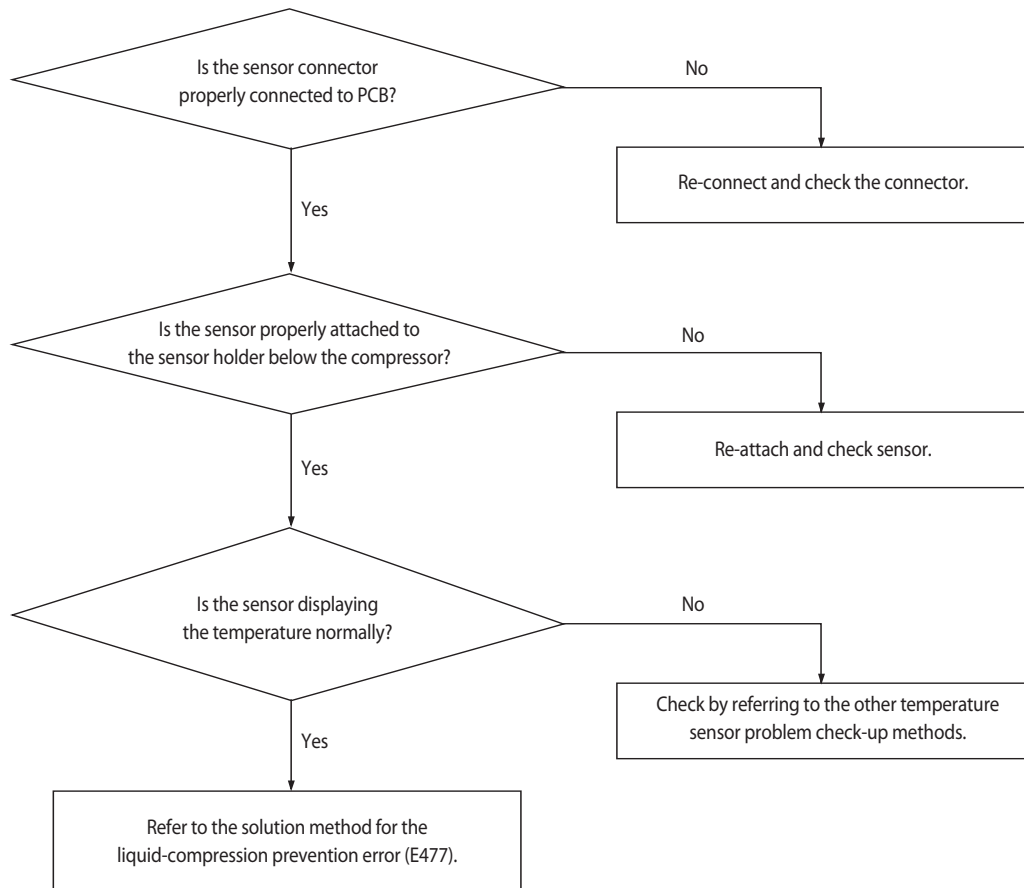 Is the sensor connector
properly connected to PCB?
No
Re-connect and check the connector.
Yes
Is the sensor properly attached to
the sensor holder below the compressor?
No
Re-attach and check sensor.
Yes
Is the sensor displaying
the temperature normally?
No
Check by referring to the other temperature
sensor problem check-up methods.
Yes
Refer to the solution method for the
liquid-compression prevention error (E477).